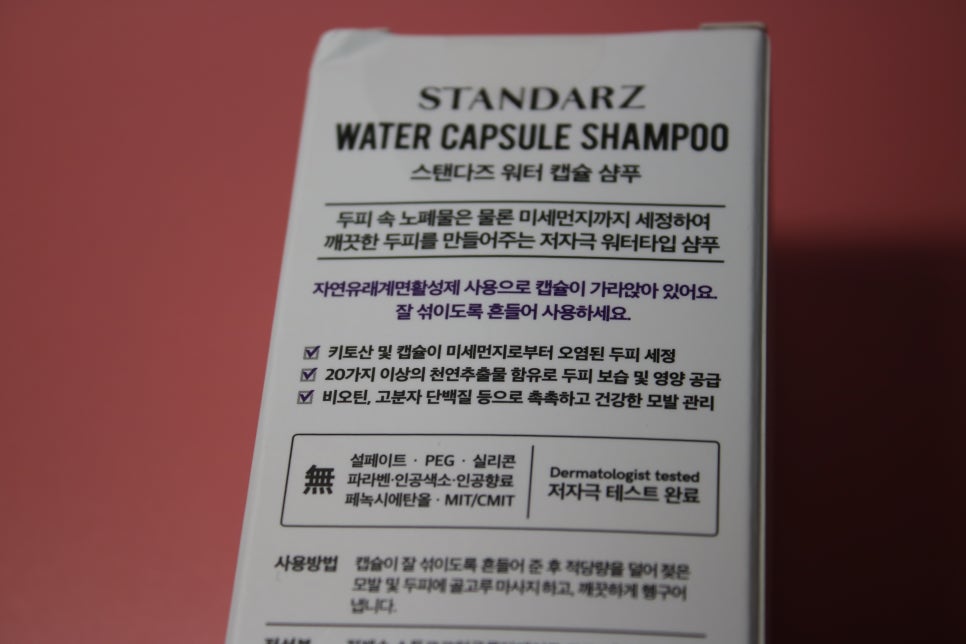 STANDARZ
WATER CAPSULE SHAMPOO
스탠다즈 워터 캡슐 샴푸
두피 속 노폐물은 물론 미세먼지까지 세정하여
깨끗한 두피를 만들어주는 저자극 워터타입 샴푸
자연유래계면활성제 사용으로 캡슐이 가라앉아 있어요.
잘 섞이도록 흔들어 사용하세요.
키토산 및 캡슐이 미세먼지로부터 오염된 두피 세정
20가지 이상의 천연추출물 함유로 두피 보습 및 영양 공급
비오틴, 고분자 단백질 등으로 촉촉하고 건강한 모발 관리
無
설페이트 · PEG · 실리콘
파라벤·인공색소·인공향료
페녹시에탄올 · MIT/CMIT
Dermatologist tested
저자극 테스트 완료
사용방법 캡슐이 잘 섞이도록 흔들어 준 후 적당량을 덜어 젖은
모발 및 두피에 골고루 마사지하고, 깨끗하게 헹구어
냅니다.